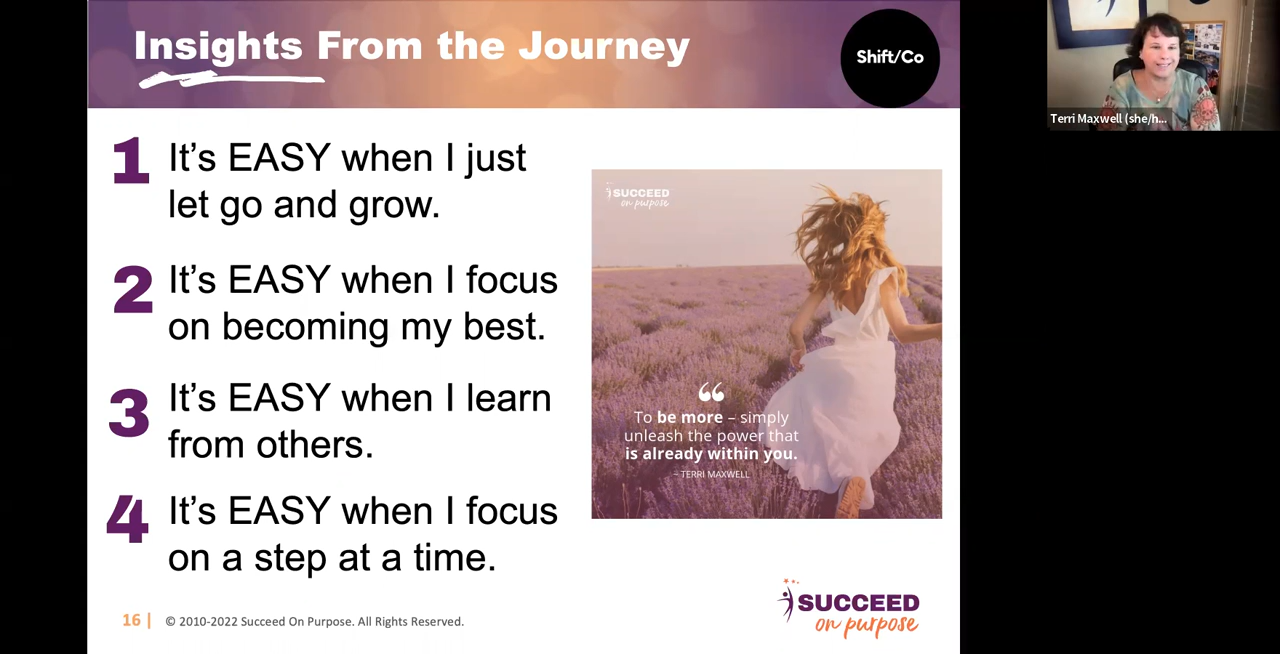 Insights From the Journey
Shift/Co
Terri Maxwell (she/h...
1 It’s EASY when I just
let go and grow.
2 It’s EASY when I focus
on becoming my best.
3 It’s EASY when I learn
from others.
4 It’s EASY when I focus
on a step at a time.
SUCCEED
on purpose
“
To be more – simply
unleash the power that
is already within you.
– TERRI MAXWELL
16 | © 2010-2022 Succeed On Purpose. All Rights Reserved.
SUCCEED
on purpose